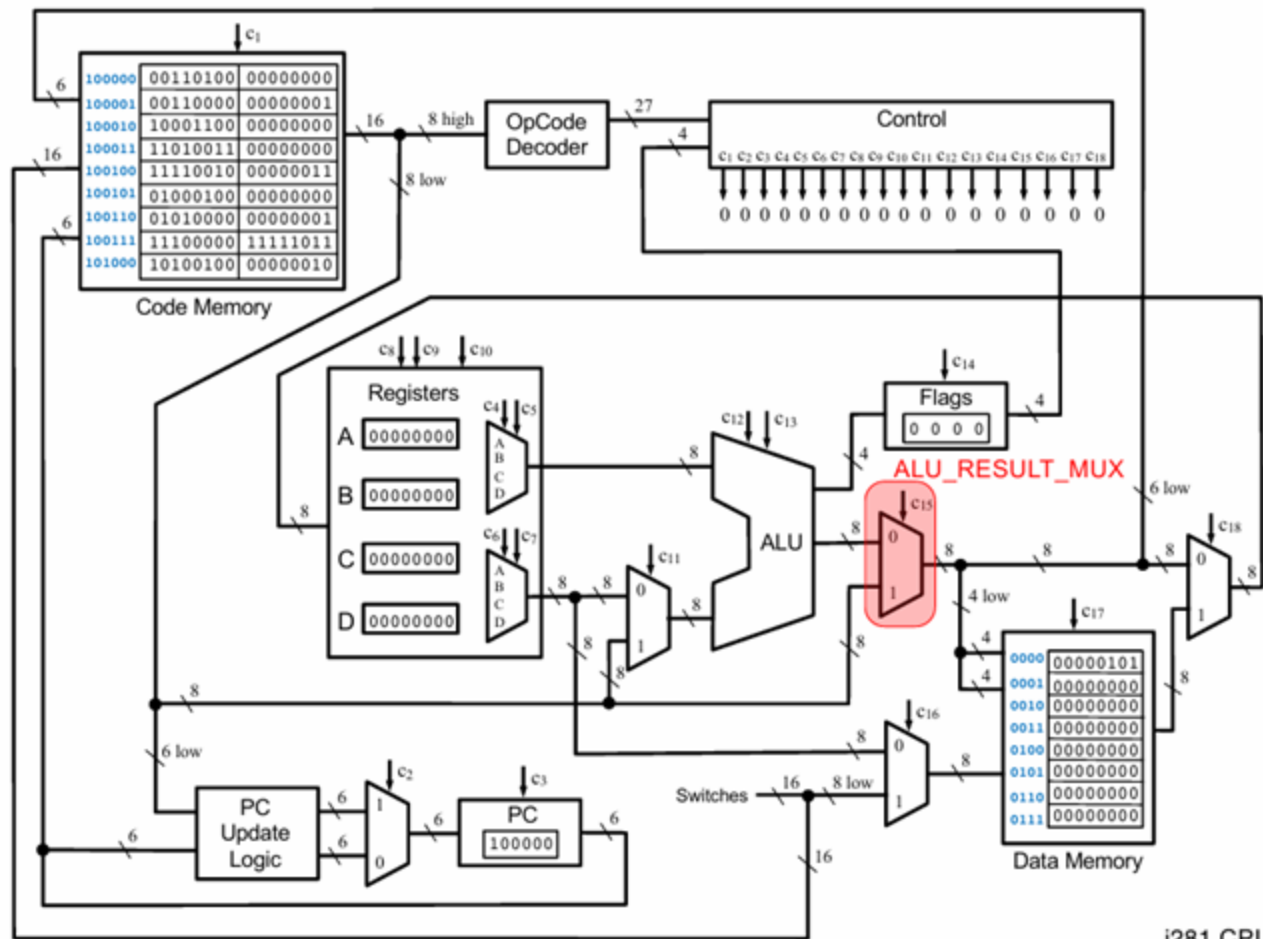 c1
6
100000 00110100 00000000
100001 00110000 00000001
100010 10001100 00000000
100011 11010011 00000000
100100 11110010 00000011
100101 01000100 00000000
100110 01010000 00000001
100111 11100000 11111011
101000 10100100 00000010
16
6
Code Memory
16
8 high
8 low
OpCode
Decoder
27
4
Control
c1 c2 c3 c4 c5 c6 c7 c8 c9 c10 c11 c12 c13 c14 c15 c16 c17 c18
0 0 0 0 0 0 0 0 0 0 0 0 0 0 0 0 0 0
c8 c9 c10
Registers
A 00000000
B 00000000
C 00000000
D 00000000
c4 c5
A
B
C
D
c6 c7
A
B
C
D
8
8
8
8
8
8
c11
0
1
8
8
c12 c13
ALU
c14
Flags
0 0 0 0
4
4
ALU_RESULT_MUX
c15
0
1
8
8
8
8
6 low
8
c18
0
1
8
4 low
4
4
c17
0000 00000101
0001 00000000
0010 00000000
0011 00000000
0100 00000000
0101 00000000
0110 00000000
0111 00000000
8
Data Memory
8
6 low
c16
0
1
8
8
Switches
16
8 low
16
PC
Update
Logic
6
6
6
c2
1
0
6
c3
PC
100000
6
i281 CPU